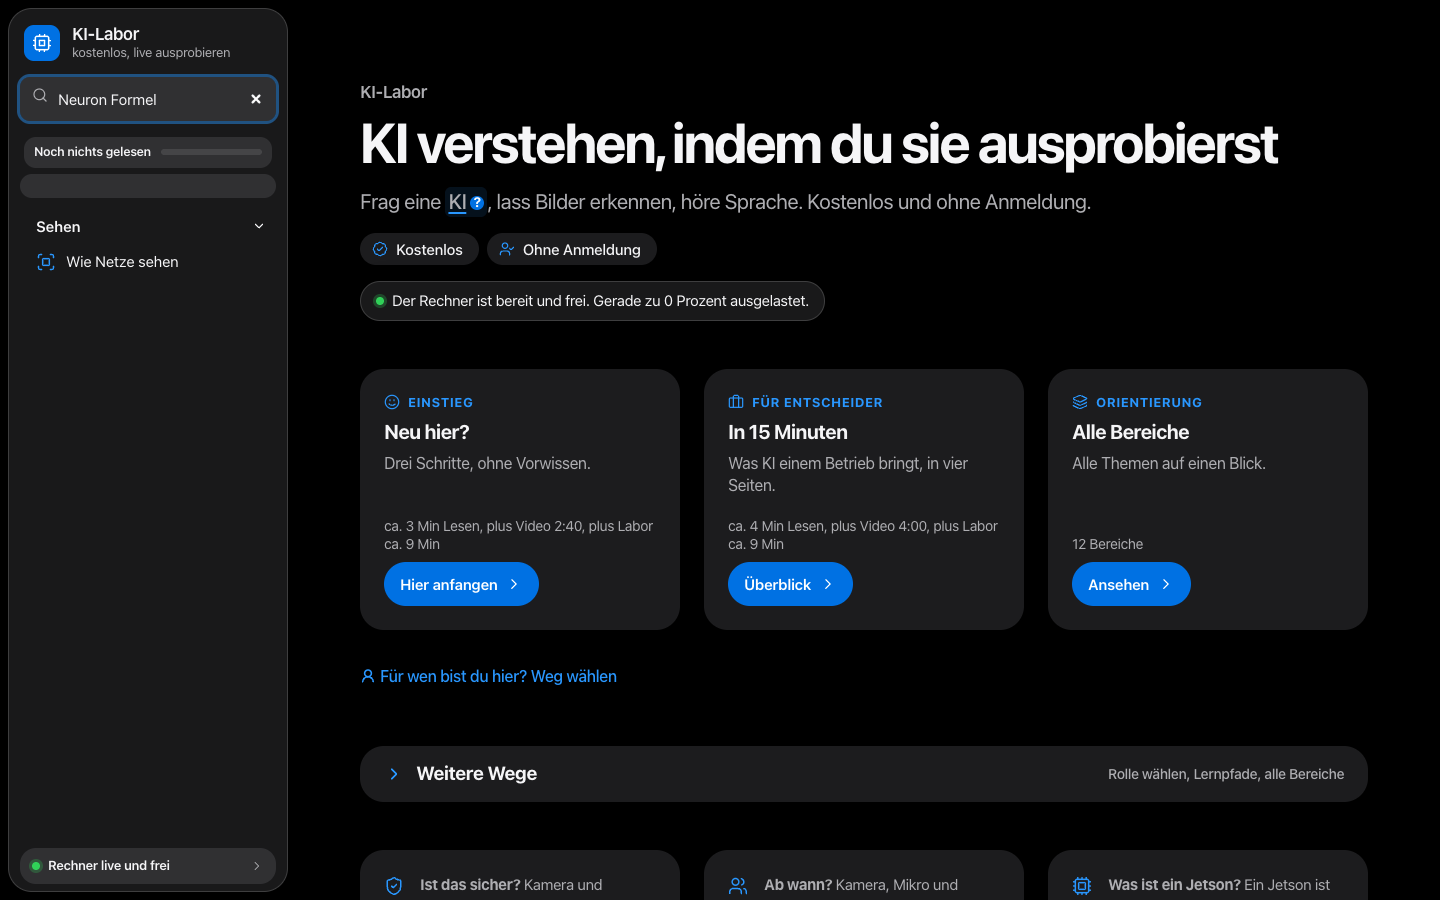 KI-Labor
kostenlos, live ausprobieren
Neuron Formel
Noch nichts gelesen
Sehen
Wie Netze sehen
Rechner live und frei
KI-Labor
KI verstehen, indem du sie ausprobierst
Frag eine KI ?, lass Bilder erkennen, höre Sprache. Kostenlos und ohne Anmeldung.
Kostenlos
Ohne Anmeldung
Der Rechner ist bereit und frei. Gerade zu 0 Prozent ausgelastet.
EINSTIEG
Neu hier?
Drei Schritte, ohne Vorwissen.
ca. 3 Min Lesen, plus Video 2:40, plus Labor
ca. 9 Min
Hier anfangen
FÜR ENTSCHEIDER
In 15 Minuten
Was KI einem Betrieb bringt, in vier
Seiten.
ca. 4 Min Lesen, plus Video 4:00, plus Labor
ca. 9 Min
Überblick
ORIENTIERUNG
Alle Bereiche
Alle Themen auf einen Blick.
12 Bereiche
Ansehen
Für wen bist du hier? Weg wählen
Weitere Wege
Rolle wählen, Lernpfade, alle Bereiche
Ist das sicher? Kamera und
Ab wann? Kamera, Mikro und
Was ist ein Jetson? Ein Jetson ist